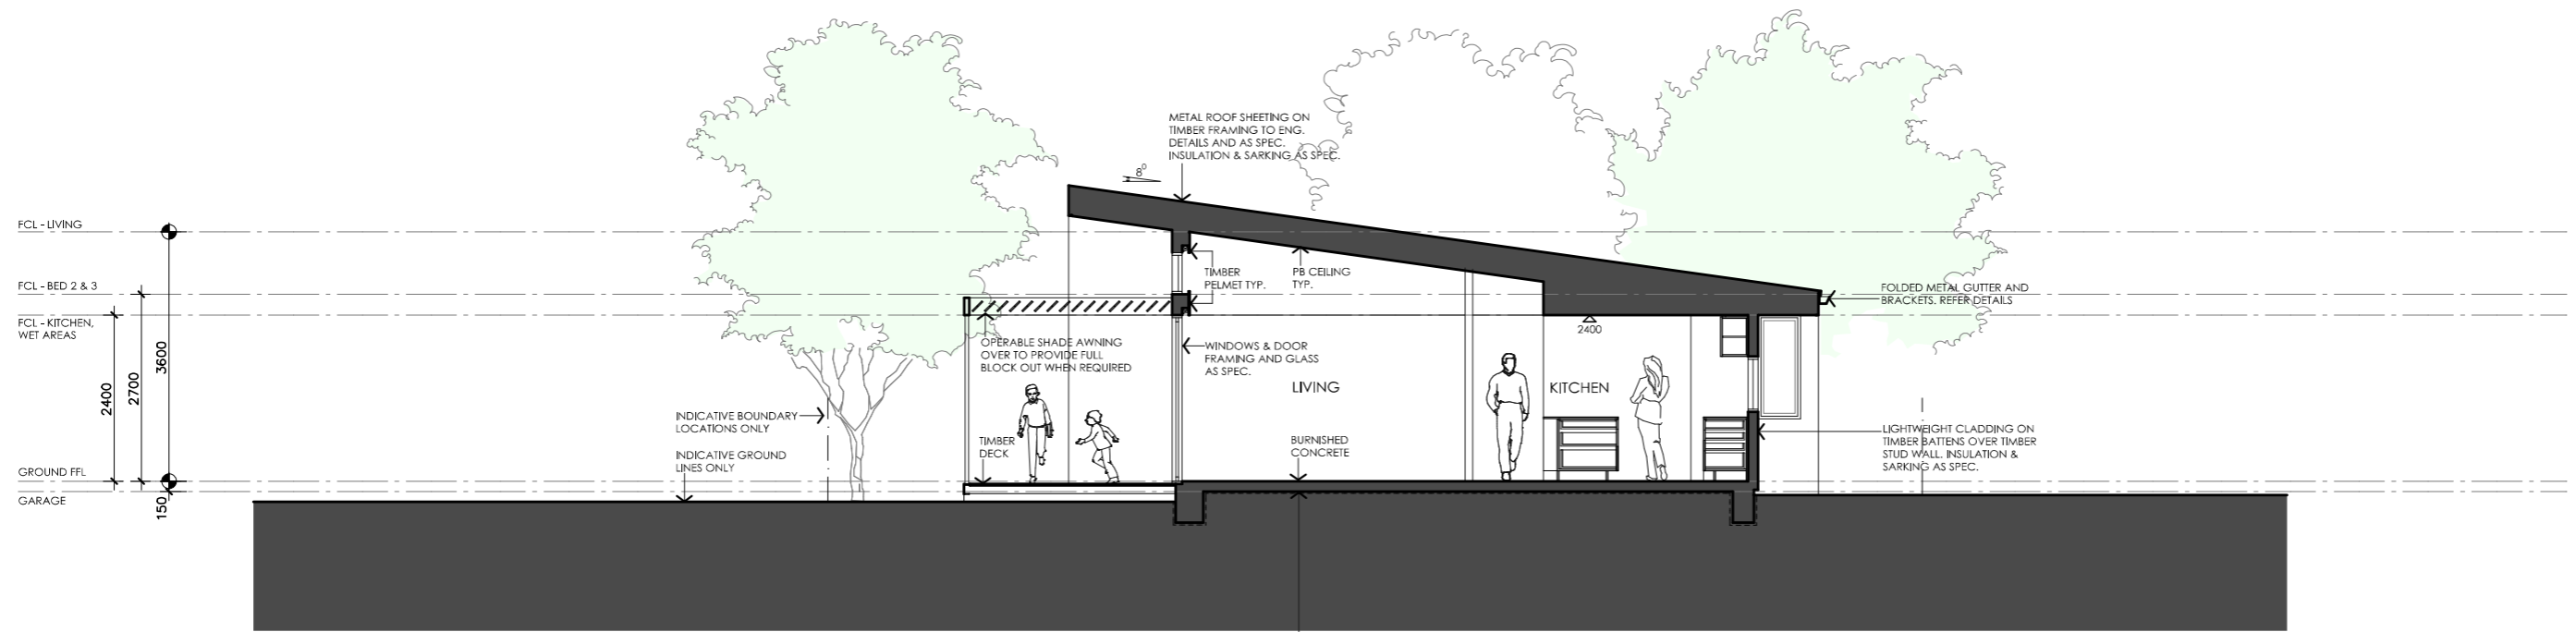 METAL ROOF SHEETING ON
TIMBER FRAMING TO ENG.
DETAILS AND AS SPEC.
INSULATION & SARKING AS SPEC.
8°
FCL - LIVING
FCL - BED 2 & 3
FCL - KITCHEN,
WET AREAS
3600
2700
2400
GROUND FFL
GARAGE
150
TIMBER
PELMET TYP.
PB CEILING
TYP.
FOLDED METAL GUTTER AND
BRACKETS. REFER DETAILS
2400
OPERABLE SHADE AWNING
OVER TO PROVIDE FULL
BLOCK OUT WHEN REQUIRED
WINDOWS & DOOR
FRAMING AND GLASS
AS SPEC.
LIVING
KITCHEN
INDICATIVE BOUNDARY
LOCATIONS ONLY
INDICATIVE GROUND
LINES ONLY
TIMBER
DECK
BURNISHED
CONCRETE
LIGHTWEIGHT CLADDING ON
TIMBER BATTENS OVER TIMBER
STUD WALL. INSULATION &
SARKING AS SPEC.